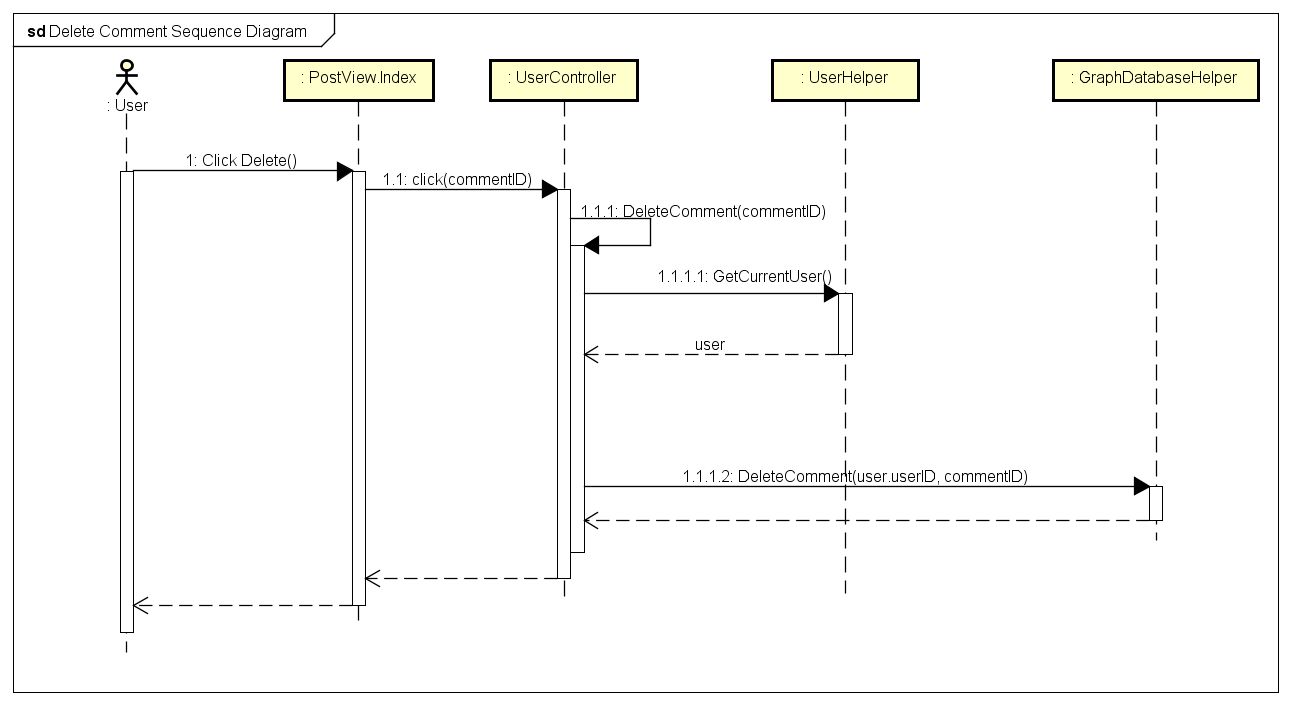 sd Delete Comment Sequence Diagram
: User
: PostView.Index
: UserController
: UserHelper
: GraphDatabaseHelper
1: Click Delete()
1.1: click(commentID)
1.1.1: DeleteComment(commentID)
1.1.1.1: GetCurrentUser()
user
1.1.1.2: DeleteComment(user.userID, commentID)